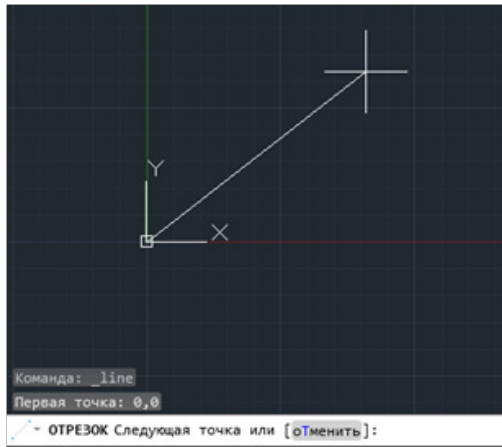 Y
X
Команда: _line
Первая точка: 0,0
ОТРЕЗОК Следующая точка или [оТменить]: